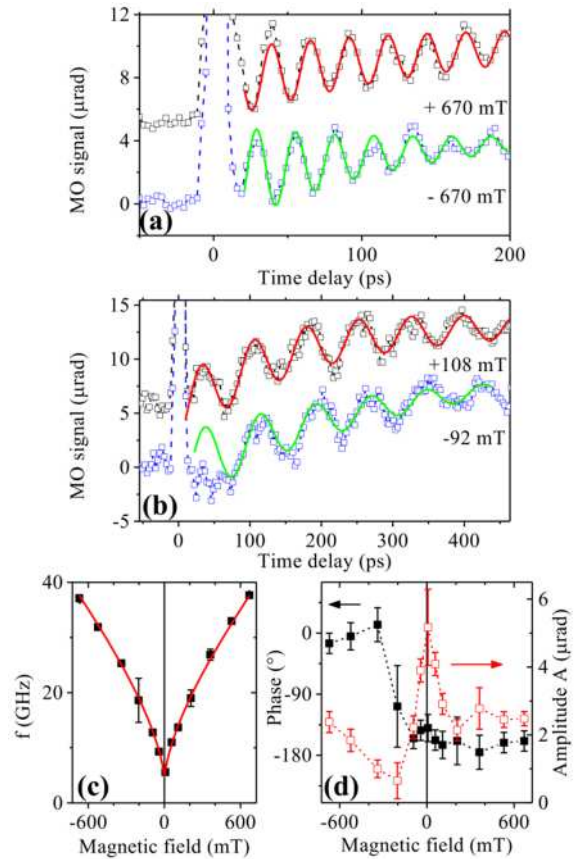 12
8
4
0
MO signal (μrad)
+ 670 mT
- 670 mT
(a)
0
100
200
Time delay (ps)
15
10
5
0
-5
MO signal (μrad)
+108 mT
-92 mT
(b)
0
100
200
300
400
Time delay (ps)
40
20
0
f (GHz)
(c)
-600
0
600
Magnetic field (mT)
0
-90
-180
Phase (°)
(d)
6
4
2
0
Amplitude A (μrad)
-600
0
600
Magnetic field (mT)